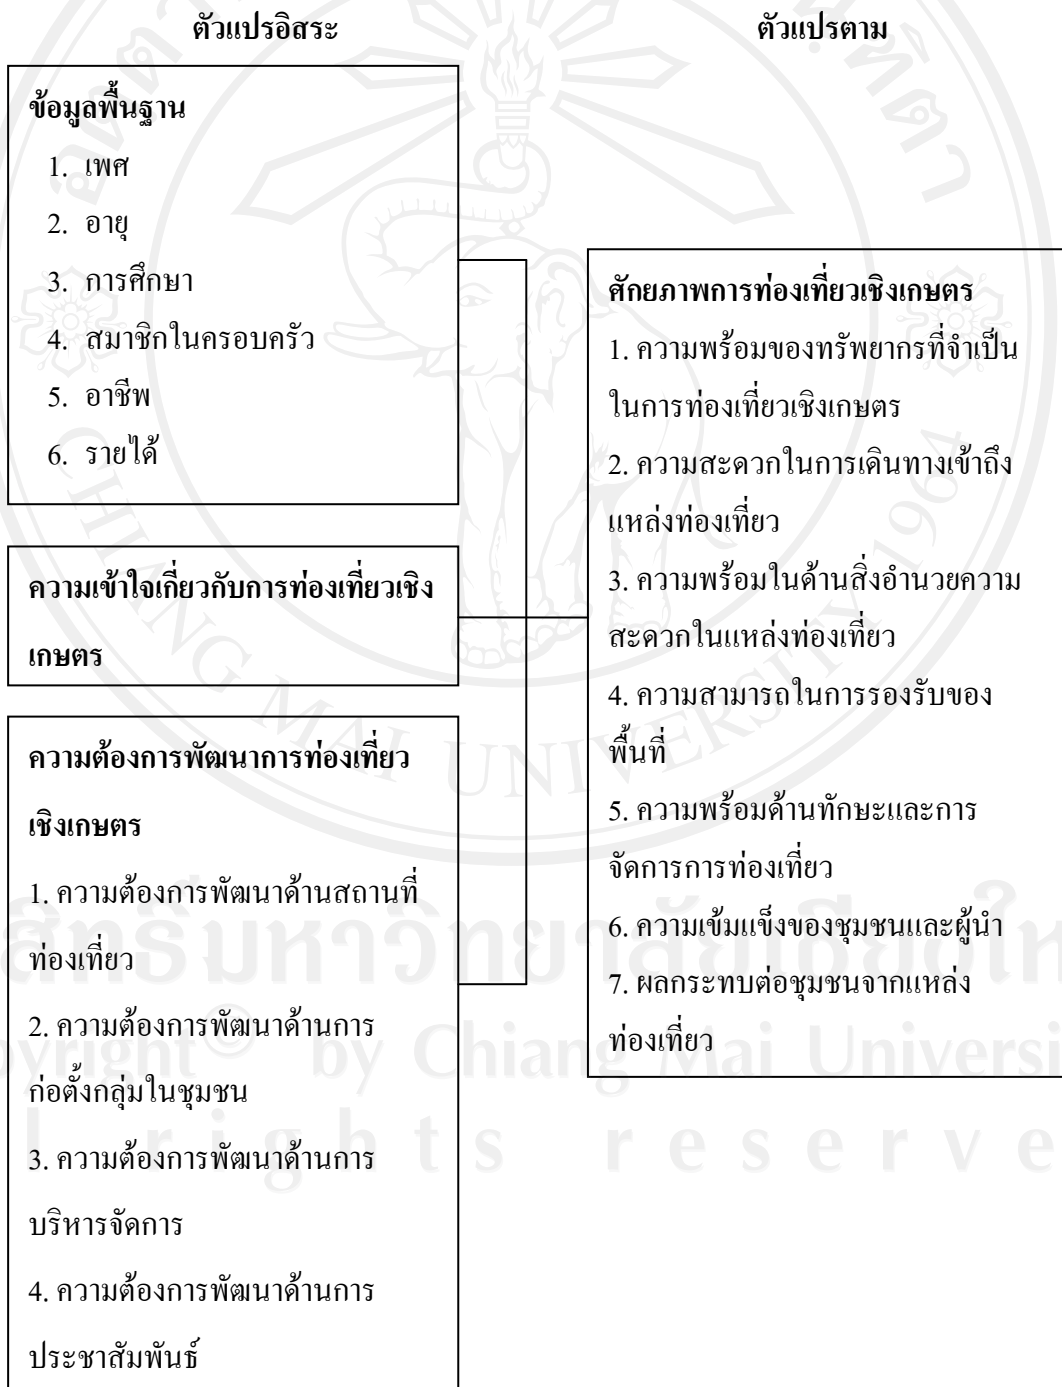 ตัวแปรอิสระ
ตัวแปรตาม
ข้อมูลพื้นฐาน
1. เพศ
2. อายุ
3. การศึกษา
4. สมาชิกในครอบครัว
5. อาชีพ
6. รายได้
ความเข้าใจเกี่ยวกับการท่องเที่ยวเชิง
เกษตร
ความต้องการพัฒนาการท่องเที่ยว
เชิงเกษตร
1. ความต้องการพัฒนาด้านสถานที่
ท่องเที่ยว
2. ความต้องการพัฒนาด้านการ
ก่อตั้งกลุ่มในชุมชน
3. ความต้องการพัฒนาด้านการ
บริหารจัดการ
4. ความต้องการพัฒนาด้านการ
ประชาสัมพันธ์
ศักยภาพการท่องเที่ยวเชิงเกษตร
1. ความพร้อมของทรัพยากรที่จำเป็น
ในการท่องเที่ยวเชิงเกษตร
2. ความสะดวกในการเดินทางเข้าถึง
แหล่งท่องเที่ยว
3. ความพร้อมในด้านสิ่งอำนวยความ
สะดวกในแหล่งท่องเที่ยว
4. ความสามารถในการรองรับของ
พื้นที่
5. ความพร้อมด้านทักษะและการ
จัดการการท่องเที่ยว
6. ความเข้มแข็งของชุมชนและผู้นำ
7. ผลกระทบต่อชุมชนจากแหล่ง
ท่องเที่ยว
CHIANG MAI UNIVERSITY 1964
สิทธิ์มหาวิทยาลัยเชียงให
opyright© by Chiang Mai Universi
l rights reserve